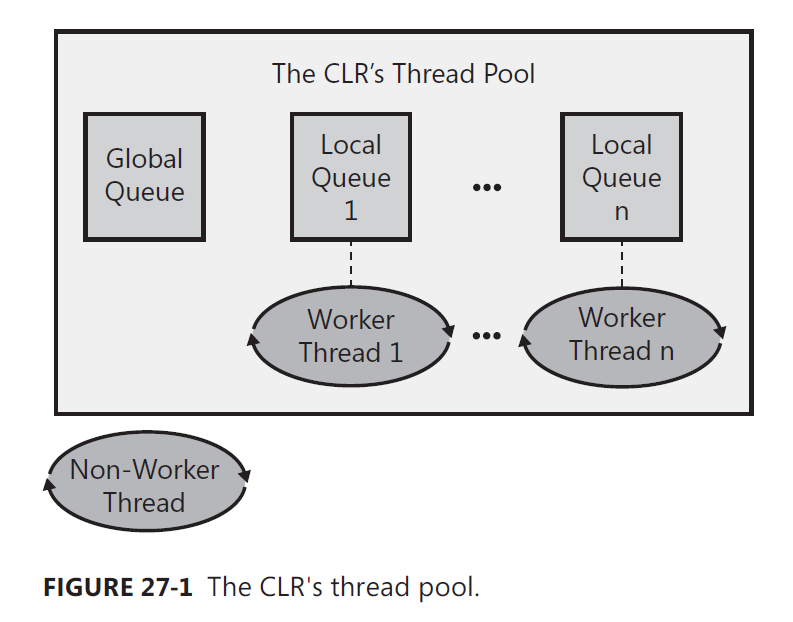 The CLR’s Thread Pool
Global
Queue
Local
Queue
1
•••
Local
Queue
n
Worker
Thread 1
•••
Worker
Thread n
Non-Worker
Thread
FIGURE 27-1 The CLR's thread pool.